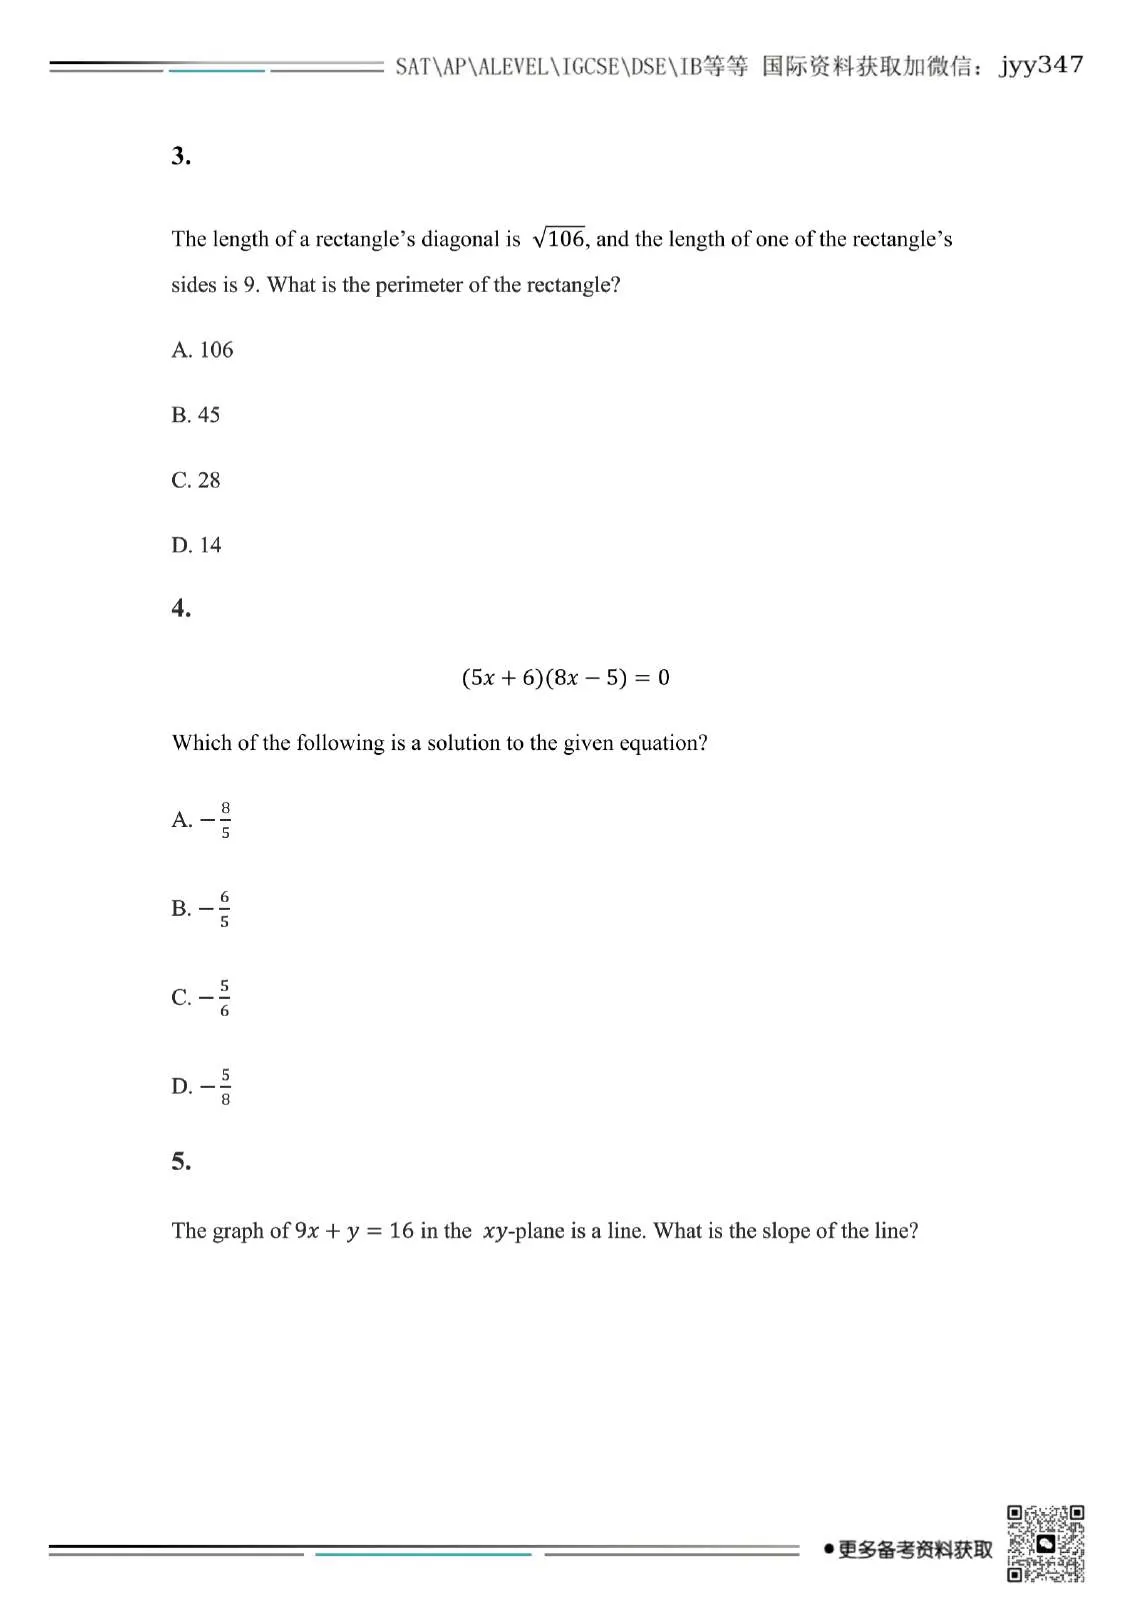 SAT\AP\ALEVEL\IGCSE\DSE\IB等等 国际资料获取加微信：jyy347
3.
The length of a rectangle’s diagonal is √106, and the length of one of the rectangle’s
sides is 9. What is the perimeter of the rectangle?
A. 106
B. 45
C. 28
D. 14
4.
(5x + 6)(8x − 5) = 0
Which of the following is a solution to the given equation?
A. −8/5
B. −6/5
C. −5/6
D. −5/8
5.
The graph of 9x + y = 16 in the xy-plane is a line. What is the slope of the line?
●更多备考资料获取